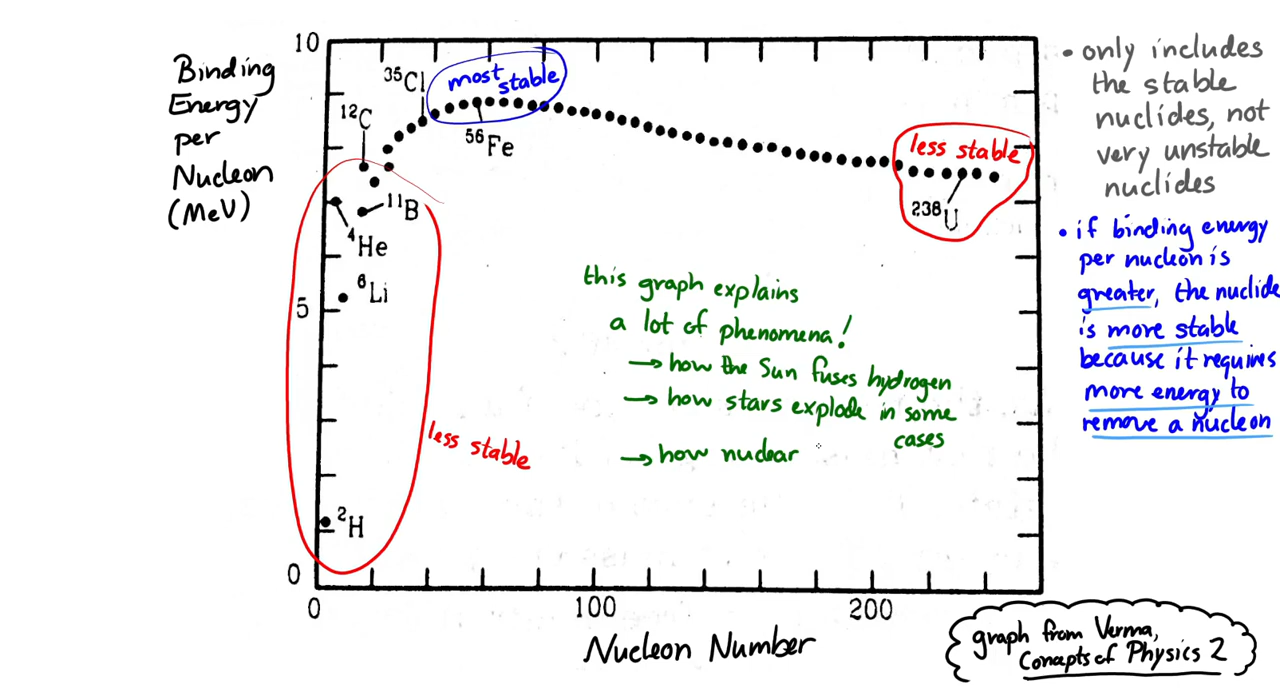 Binding
Energy
per
Nucleon
(MeV)
10
5
0
0
100
200
Nucleon Number
35Cl
12C
most
stable
56Fe
11B
4He
6Li
2H
less stable
less stable
238U
this graph explains
a lot of phenomena!
→ how the Sun fuses hydrogen
→ how stars explode in some
cases
→ how nuclear
• only includes
the stable
nuclides, not
very unstable
nuclides
• if binding energy
per nucleon is
greater, the nuclide
is more stable
because it requires
more energy to
remove a nucleon
graph from Verma,
Concepts of Physics 2